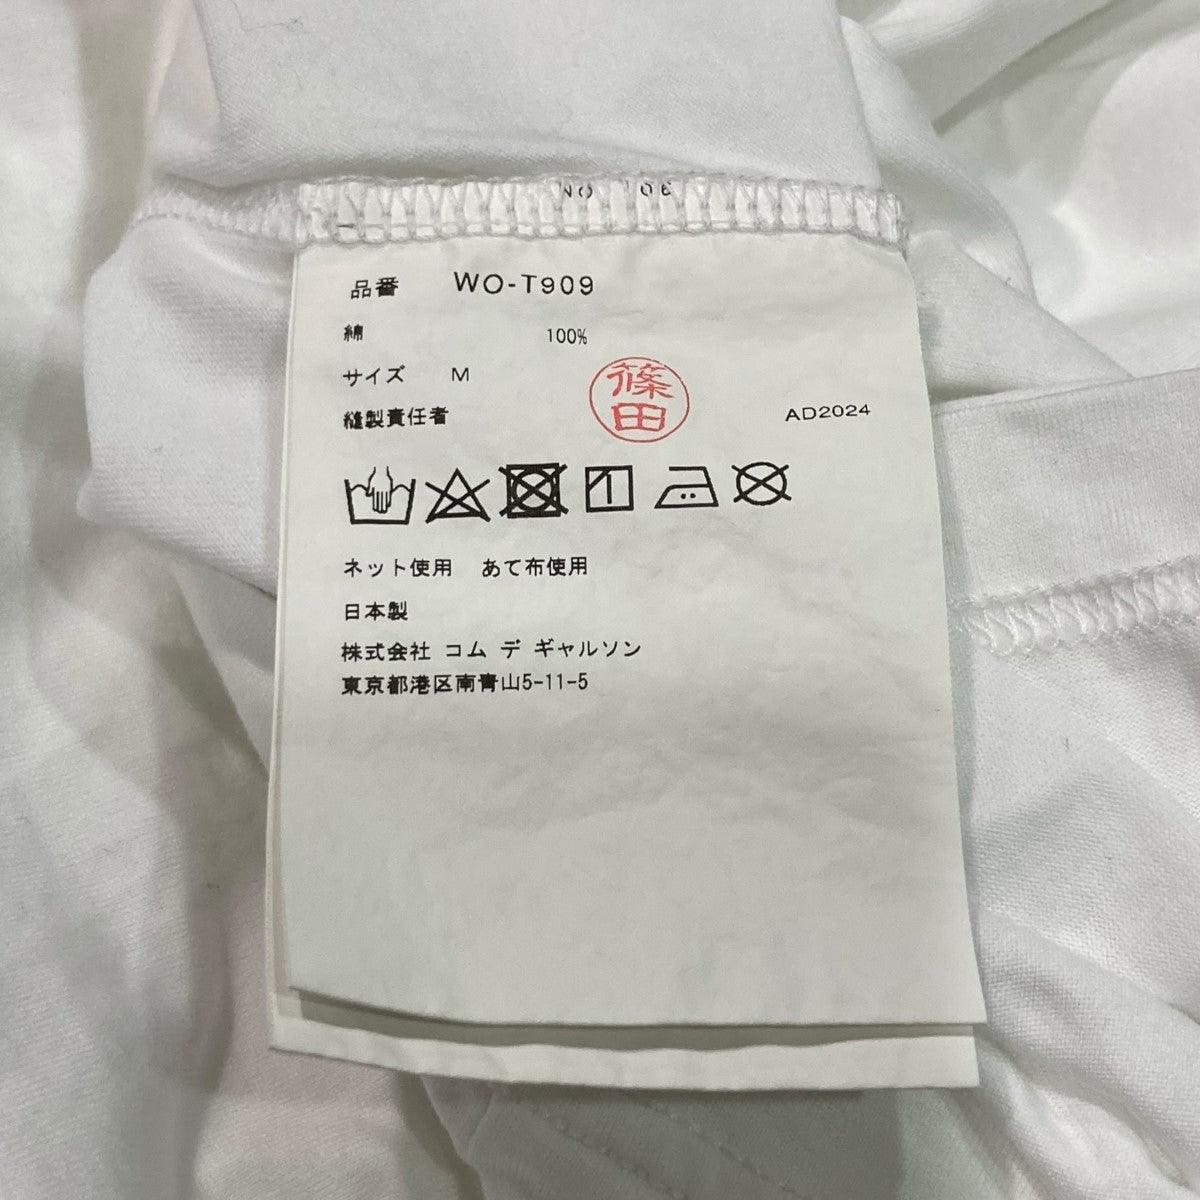 品番 WO-T909
綿 100%
サイズ M
縫製責任者 篠田 AD2024
ネット使用 あて布使用
日本製
株式会社 コム デ ギャルソン
東京都港区南青山5-11-5